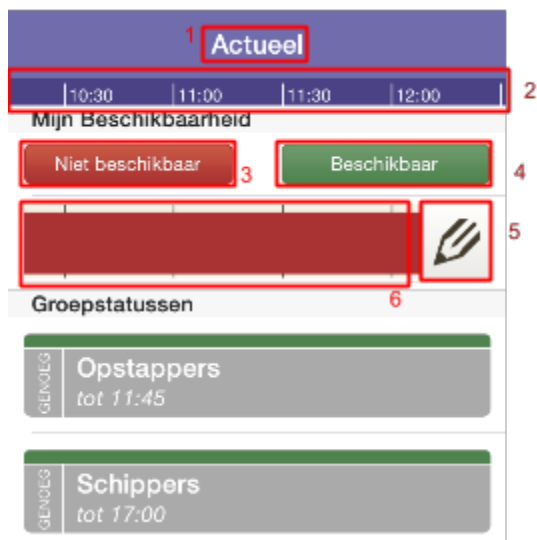 1 Actueel
10:30 11:00 11:30 12:00 2
Mijn Beschikbaarheid
Niet beschikbaar 3 Beschikbaar 4
5
6
Groepstatussen
GENOEG
Opstappers
tot 11:45
GENOEG
Schippers
tot 17:00